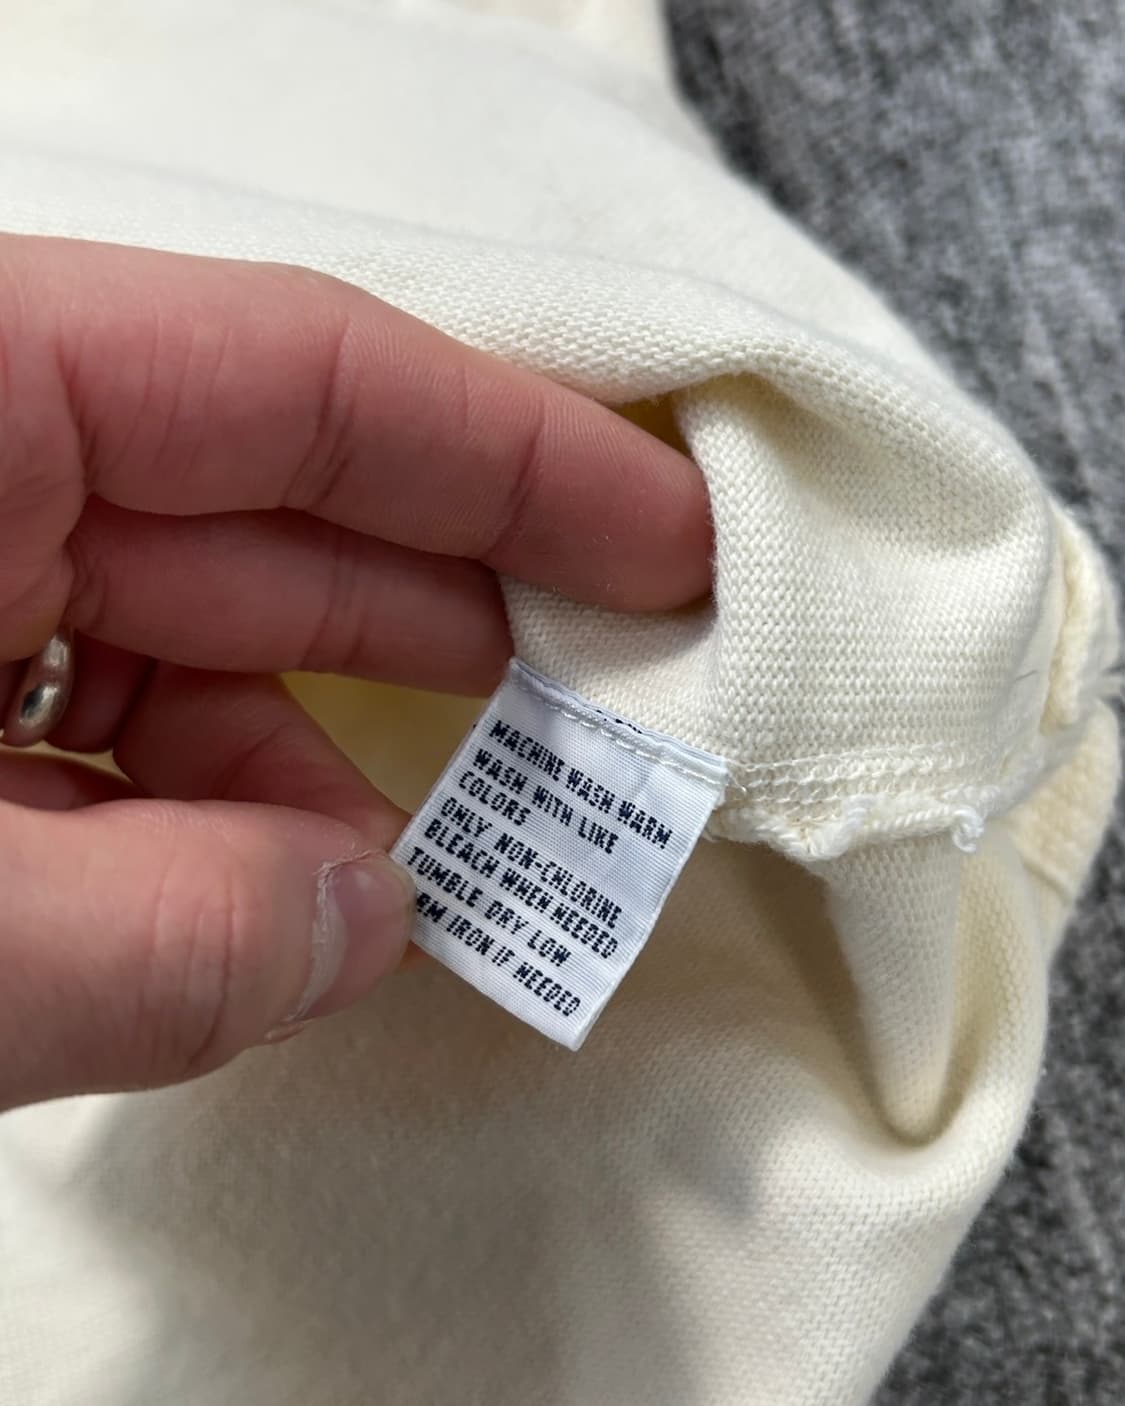 MACHINE WASH WARM
WASH WITH LIKE
COLORS
ONLY NON-CHLORINE
BLEACH WHEN NEEDED
TUMBLE DRY LOW
RM IRON IF NEEDED